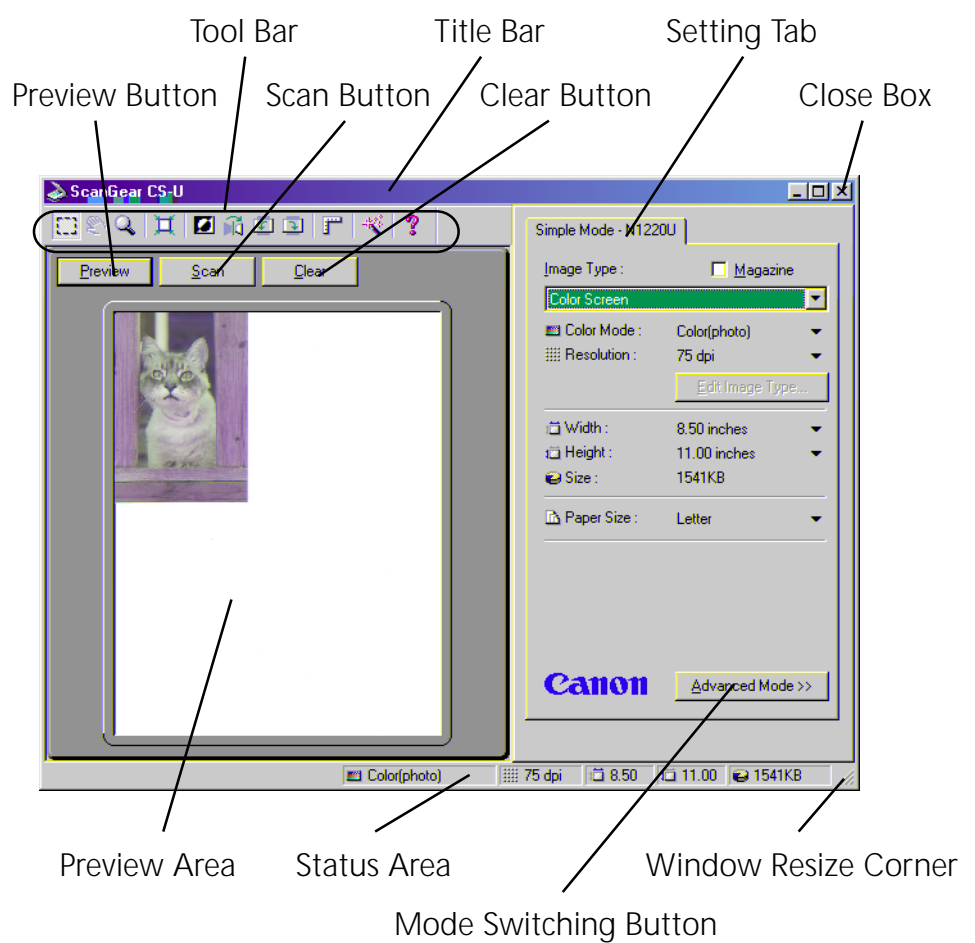 Tool Bar Title Bar Setting Tab
Preview Button Scan Button Clear Button Close Box
ScanGear CS-U
Simple Mode - N1220U
Preview Scan Clear
Image Type : Magazine
Color Screen
Color Mode : Color(photo)
Resolution : 75 dpi
Edit Image Type...
Width : 8.50 inches
Height : 11.00 inches
Size : 1541KB
Paper Size : Letter
Canon Advanced Mode >>
Color(photo) 75 dpi 8.50 11.00 1541KB
Preview Area Status Area Window Resize Corner
Mode Switching Button